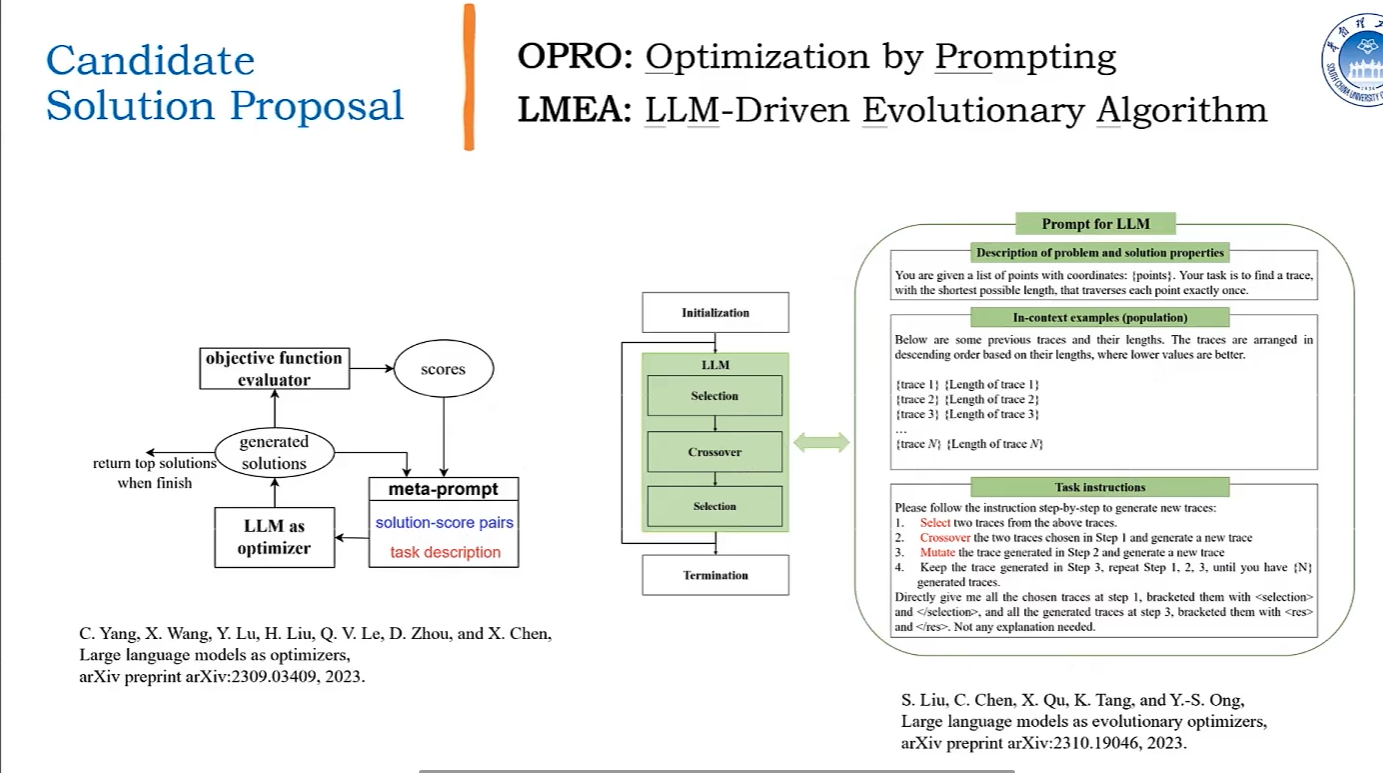 Candidate
Solution Proposal
OPRO: Optimization by Prompting
LMEA: LLM-Driven Evolutionary Algorithm
objective function
evaluator
scores
generated
solutions
return top solutions
when finish
meta-prompt
solution-score pairs
task description
LLM as
optimizer
C. Yang, X. Wang, Y. Lu, H. Liu, Q. V. Le, D. Zhou, and X. Chen,
Large language models as optimizers,
arXiv preprint arXiv:2309.03409, 2023.
Initialization
LLM
Selection
Crossover
Selection
Termination
Prompt for LLM
Description of problem and solution properties
You are given a list of points with coordinates: {points}. Your task is to find a trace,
with the shortest possible length, that traverses each point exactly once.
In-context examples (population)
Below are some previous traces and their lengths. The traces are arranged in
descending order based on their lengths, where lower values are better.
{trace 1} {Length of trace 1}
{trace 2} {Length of trace 2}
{trace 3} {Length of trace 3}
…
{trace N} {Length of trace N}
Task instructions
Please follow the instruction step-by-step to generate new traces:
1. Select two traces from the above traces.
2. Crossover the two traces chosen in Step 1 and generate a new trace
3. Mutate the trace generated in Step 2 and generate a new trace
4. Keep the trace generated in Step 3, repeat Step 1, 2, 3, until you have {N}
generated traces.
Directly give me all the chosen traces at step 1, bracketed them with <selection>
and </selection>, and all the generated traces at step 3, bracketed them with <res>
and </res>. Not any explanation needed.
S. Liu, C. Chen, X. Qu, K. Tang, and Y.-S. Ong,
Large language models as evolutionary optimizers,
arXiv preprint arXiv:2310.19046, 2023.